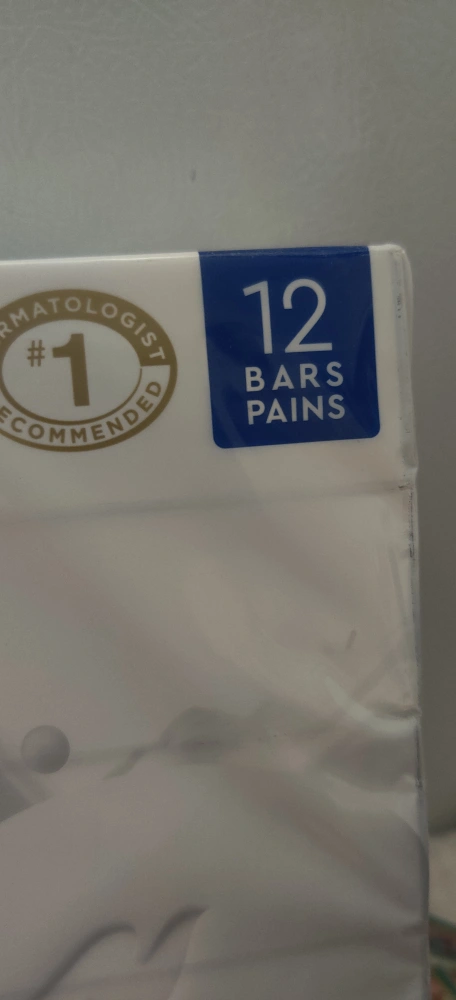 RMATOLOGIST
#1
ECOMMENDED
12
BARS
PAINS